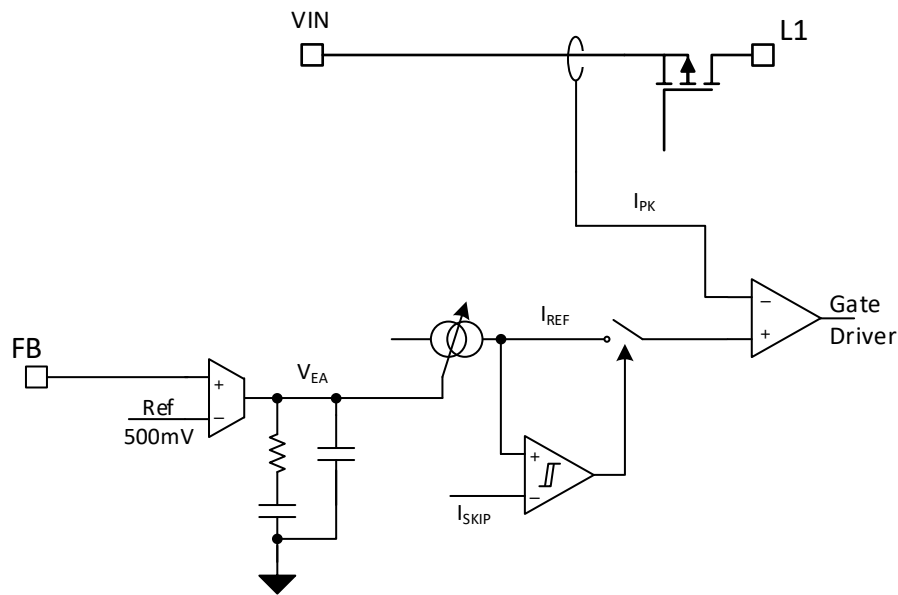 VIN
L1
I_PK
−
+
Gate
Driver
I_REF
FB
+
V_EA
Ref
−
500mV
+
−
I_SKIP